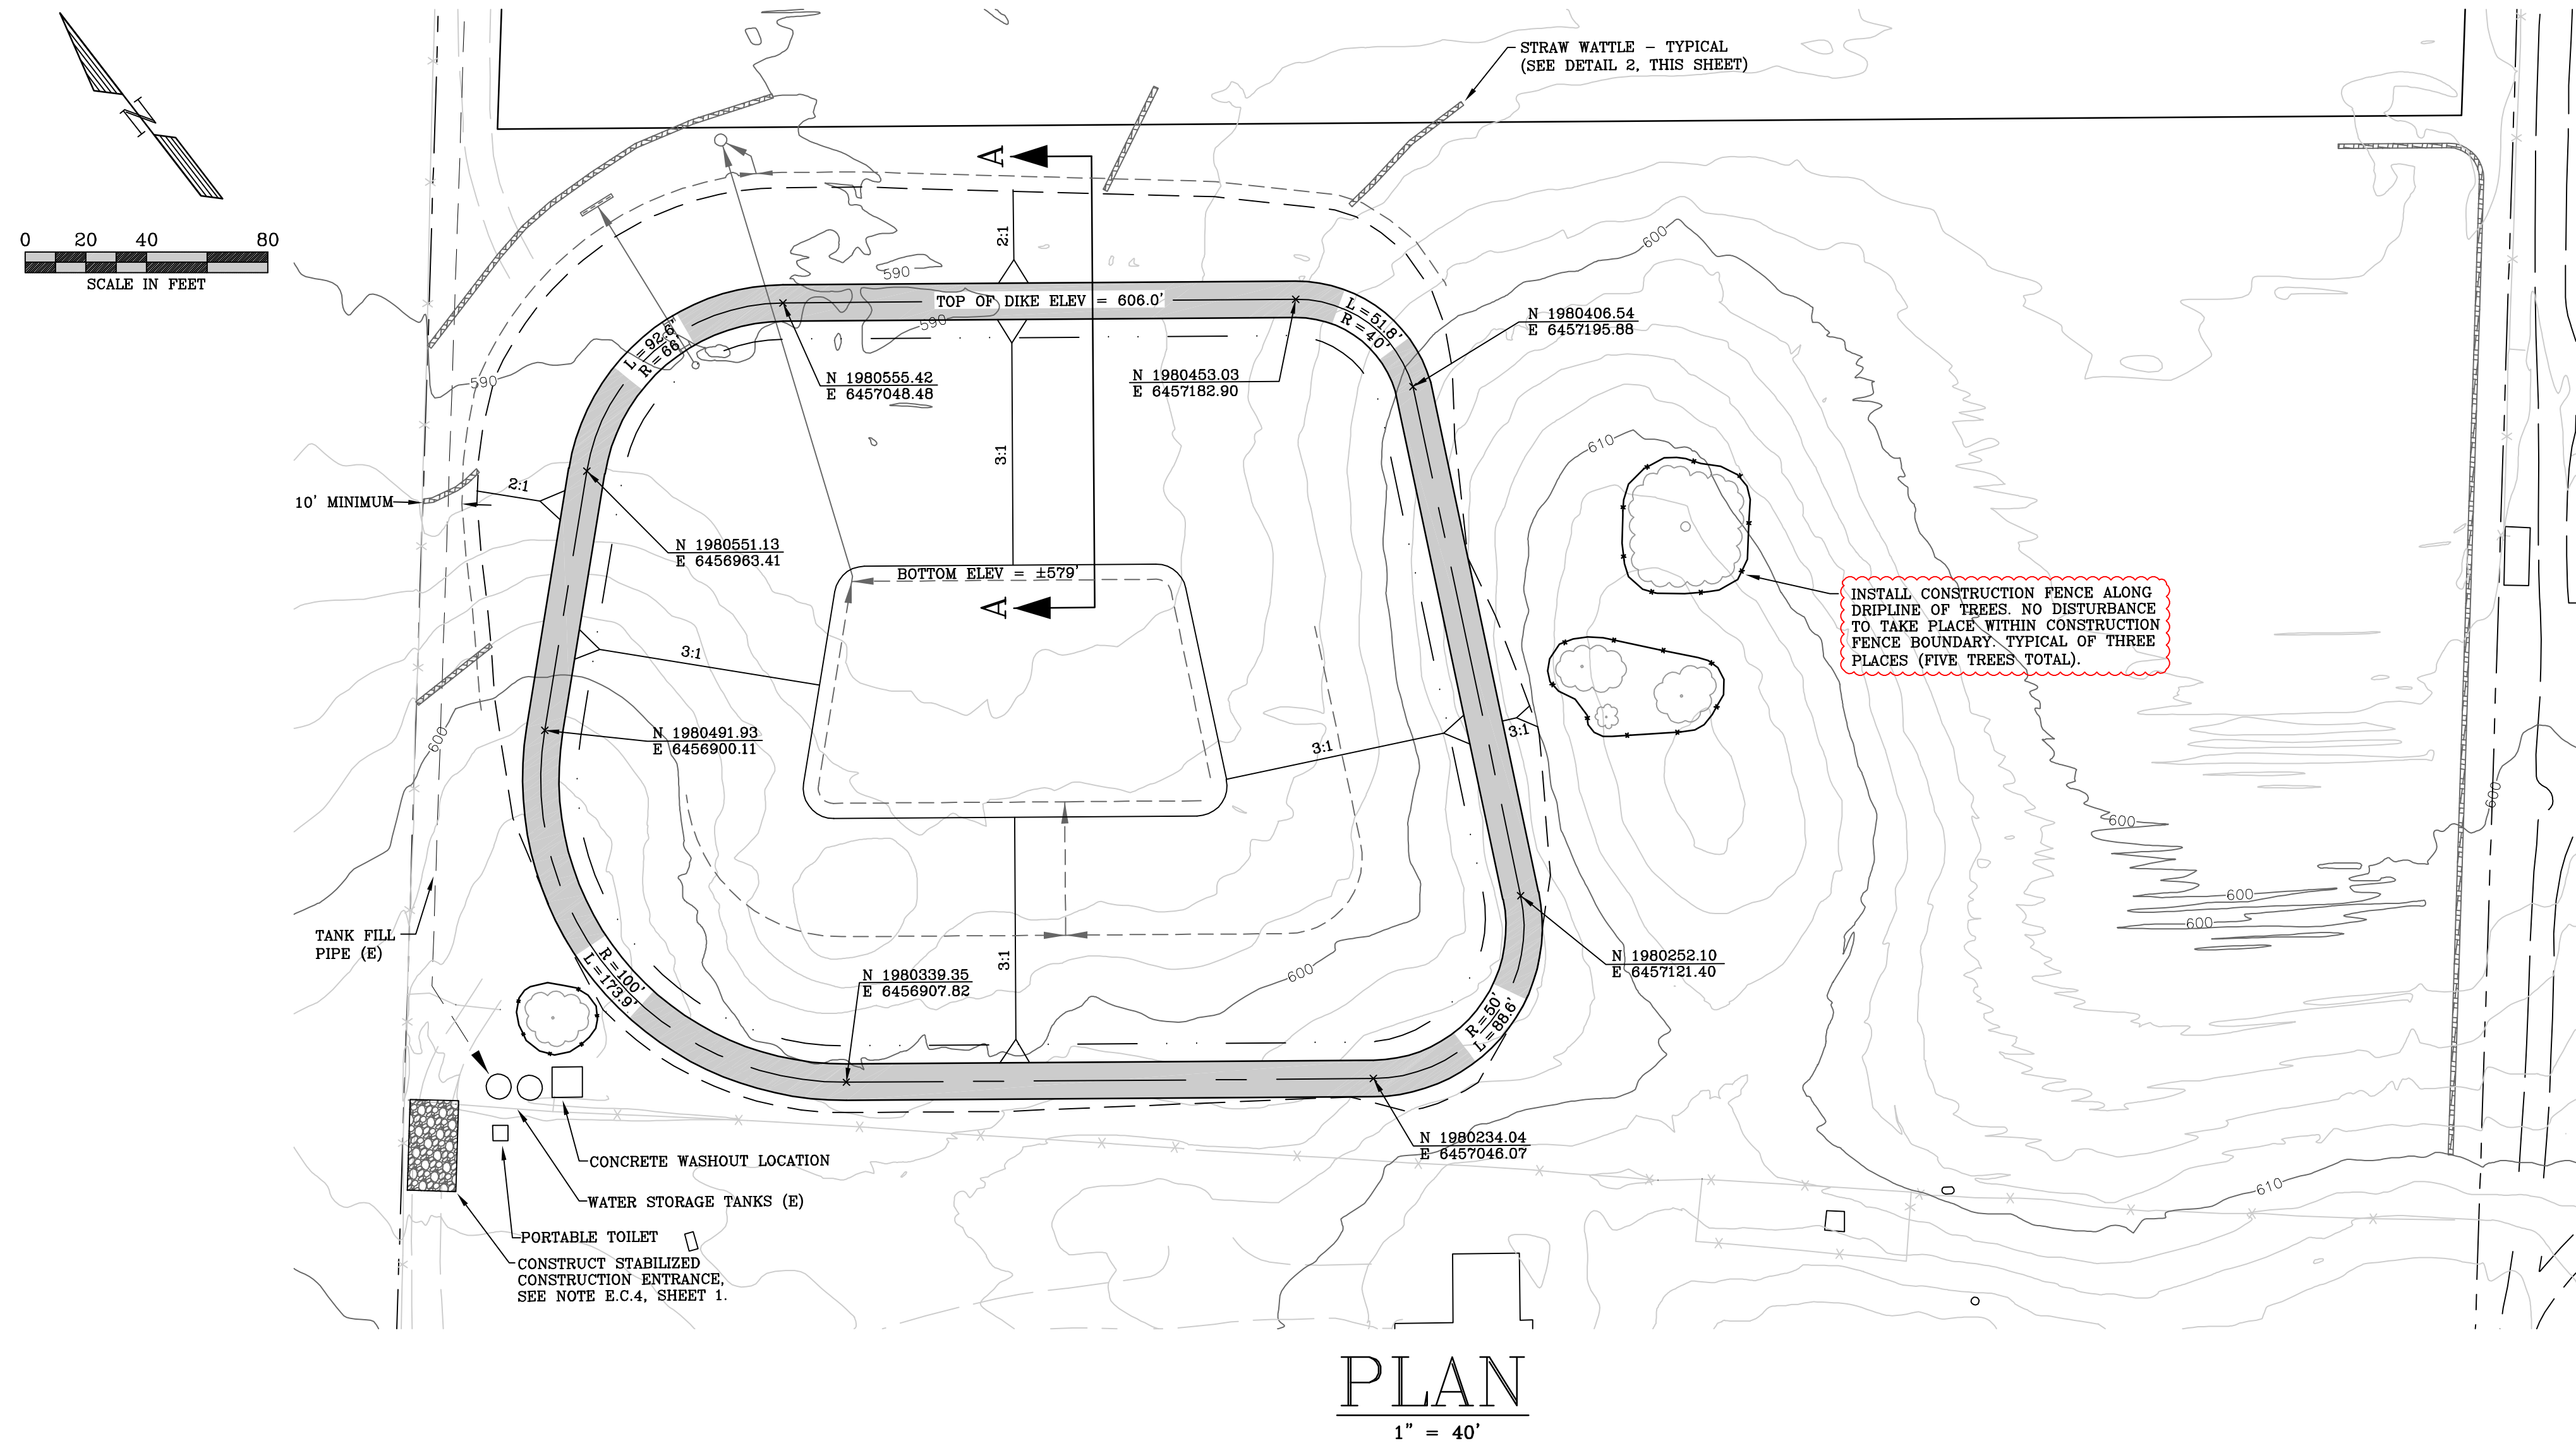 STRAW WATTLE - TYPICAL
(SEE DETAIL 2, THIS SHEET)
N
0 20 40 80
SCALE IN FEET
A
2:1
600
590
TOP OF DIKE ELEV = 606.0'
590
L=51.8'
R=40'
N 1980406.54
E 6457195.88
L=92.6'
R=66'
590
N 1980555.42
E 6457048.48
N 1980453.03
E 6457182.90
610
3:1
2:1
10' MINIMUM
N 1980551.13
E 6456963.41
BOTTOM ELEV = ±579'
A
INSTALL CONSTRUCTION FENCE ALONG
DRIPLINE OF TREES. NO DISTURBANCE
TO TAKE PLACE WITHIN CONSTRUCTION
FENCE BOUNDARY. TYPICAL OF THREE
PLACES (FIVE TREES TOTAL).
3:1
600
N 1980491.93
E 6456900.11
3:1
3:1
600
600
600
600
TANK FILL
PIPE (E)
R=100'
L=173.9'
N 1980339.35
E 6456907.82
3:1
600
N 1980252.10
E 6457121.40
R=50'
L=88.6'
N 1980234.04
E 6457046.07
CONCRETE WASHOUT LOCATION
610
WATER STORAGE TANKS (E)
PORTABLE TOILET
CONSTRUCT STABILIZED
CONSTRUCTION ENTRANCE,
SEE NOTE E.C.4, SHEET 1.
PLAN
1" = 40'